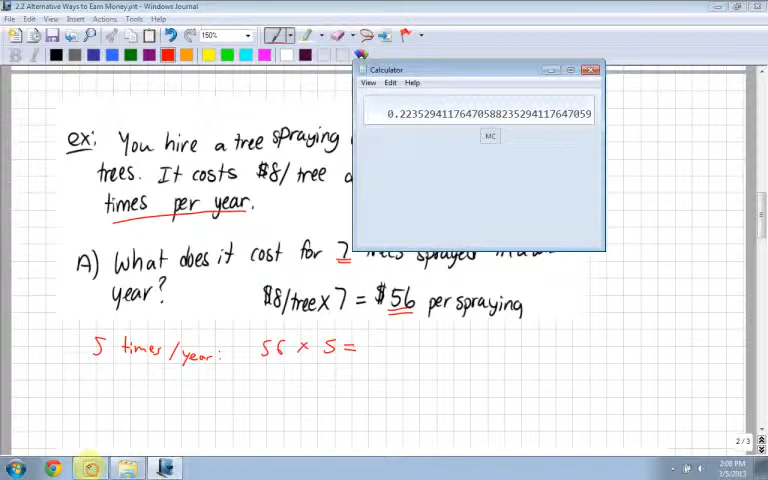 2.2 Alternative Ways to Earn Money.jnt - Windows Journal
File Edit View Insert Actions Tools Help
150%
B I
Calculator
View Edit Help
0.22352941176470588235294117647059
MC
ex: You hire a tree spraying
trees. It costs $8/tree
times per year.
A) What does it cost for 7 trees sprayed
year?
$8/tree x 7 = $56 per spraying
5 times/year: 56 x 5 =
2 / 3
2:08 PM
3/5/2013